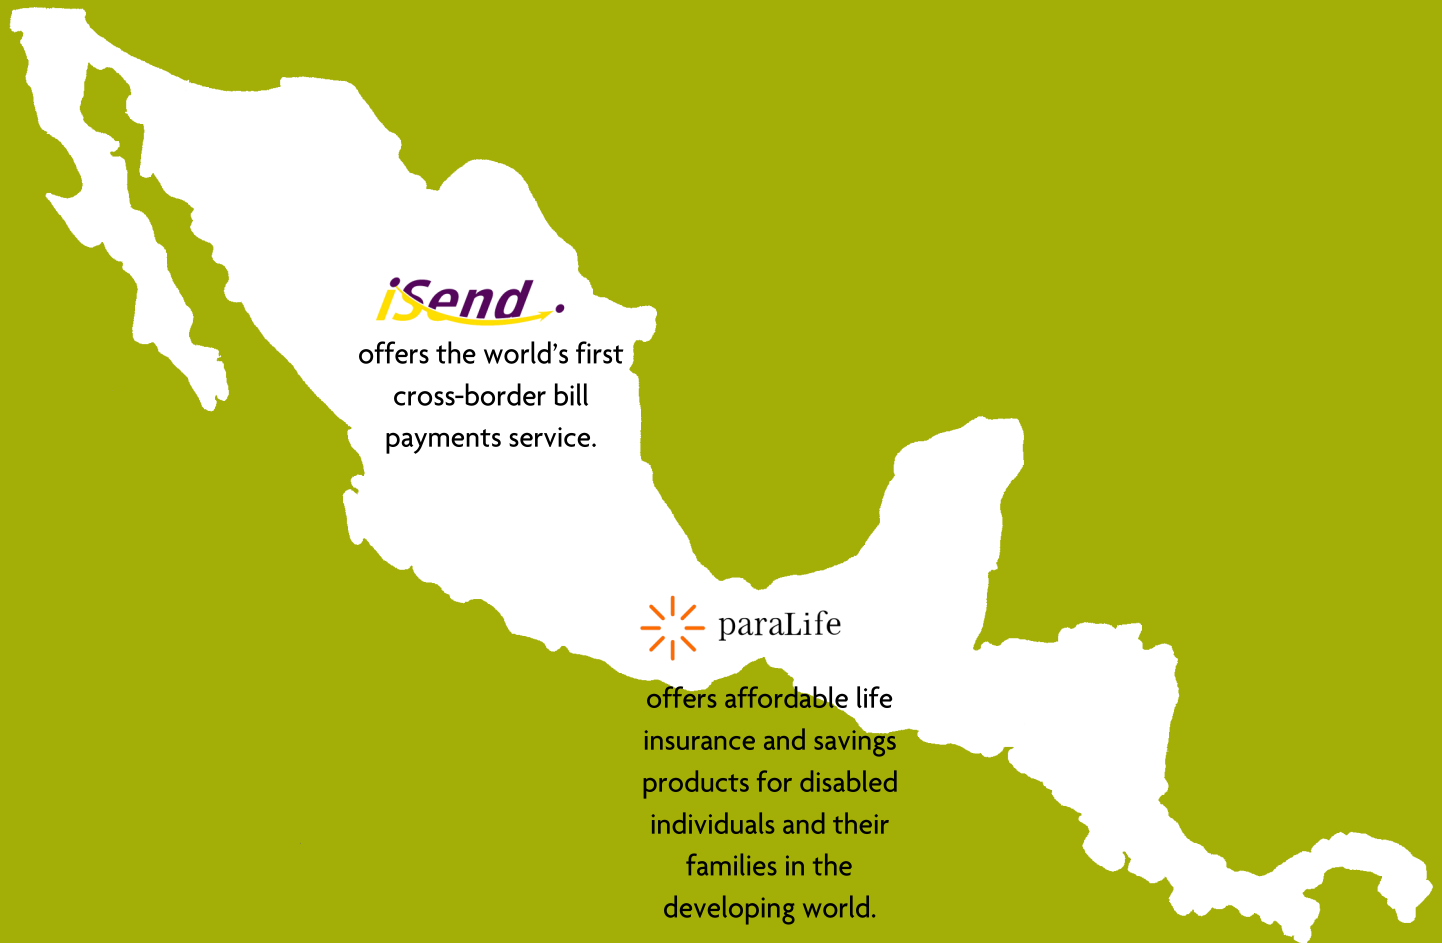 iSend
offers the world’s first
cross-border bill
payments service.
paraLife
offers affordable life
insurance and savings
products for disabled
individuals and their
families in the
developing world.